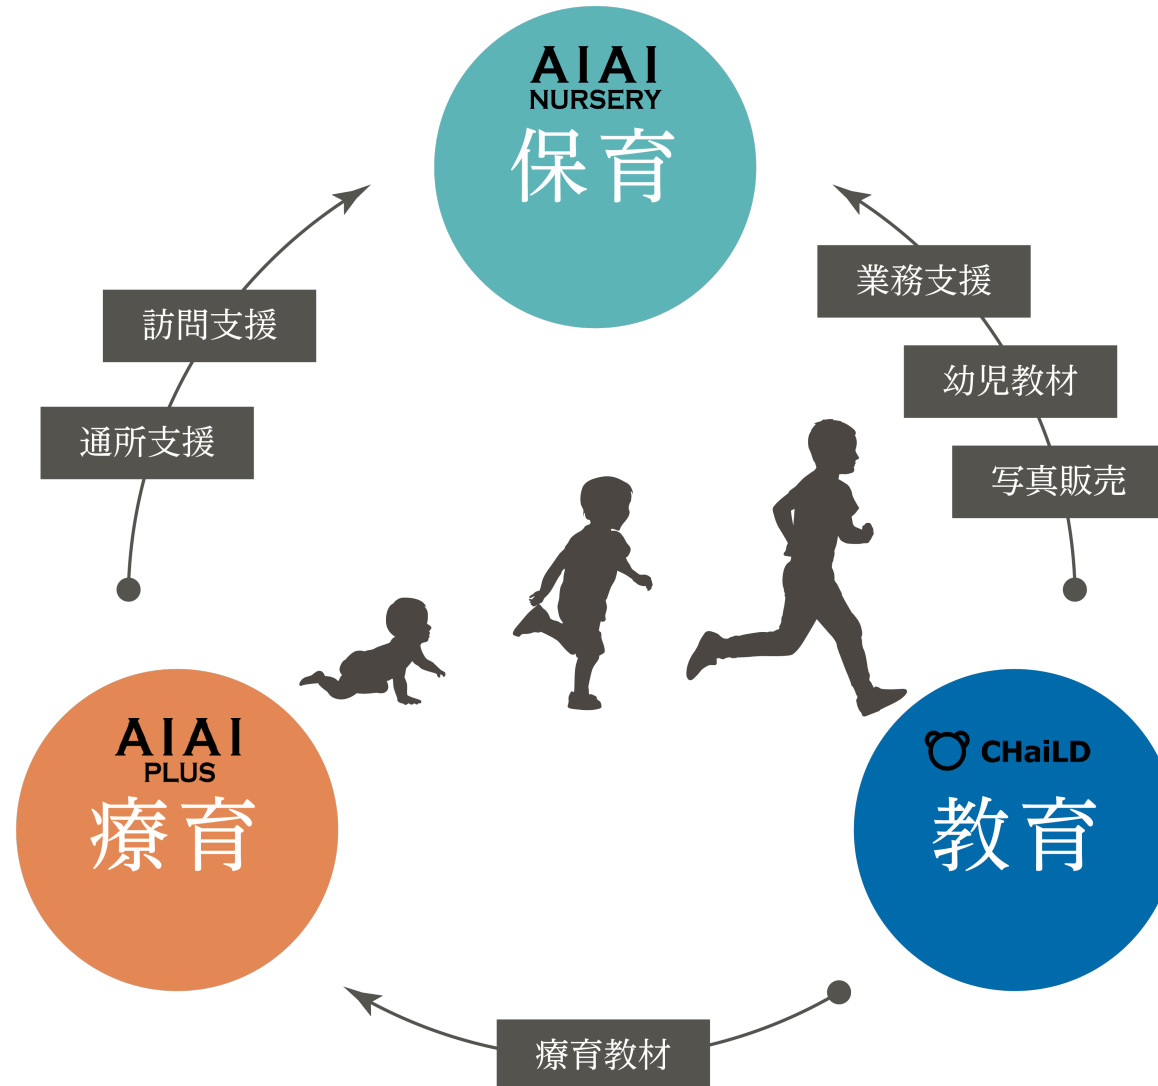 AIAI
NURSERY
保育
訪問支援
通所支援
業務支援
幼児教材
写真販売
AIAI
PLUS
療育
CHaiLD
教育
療育教材